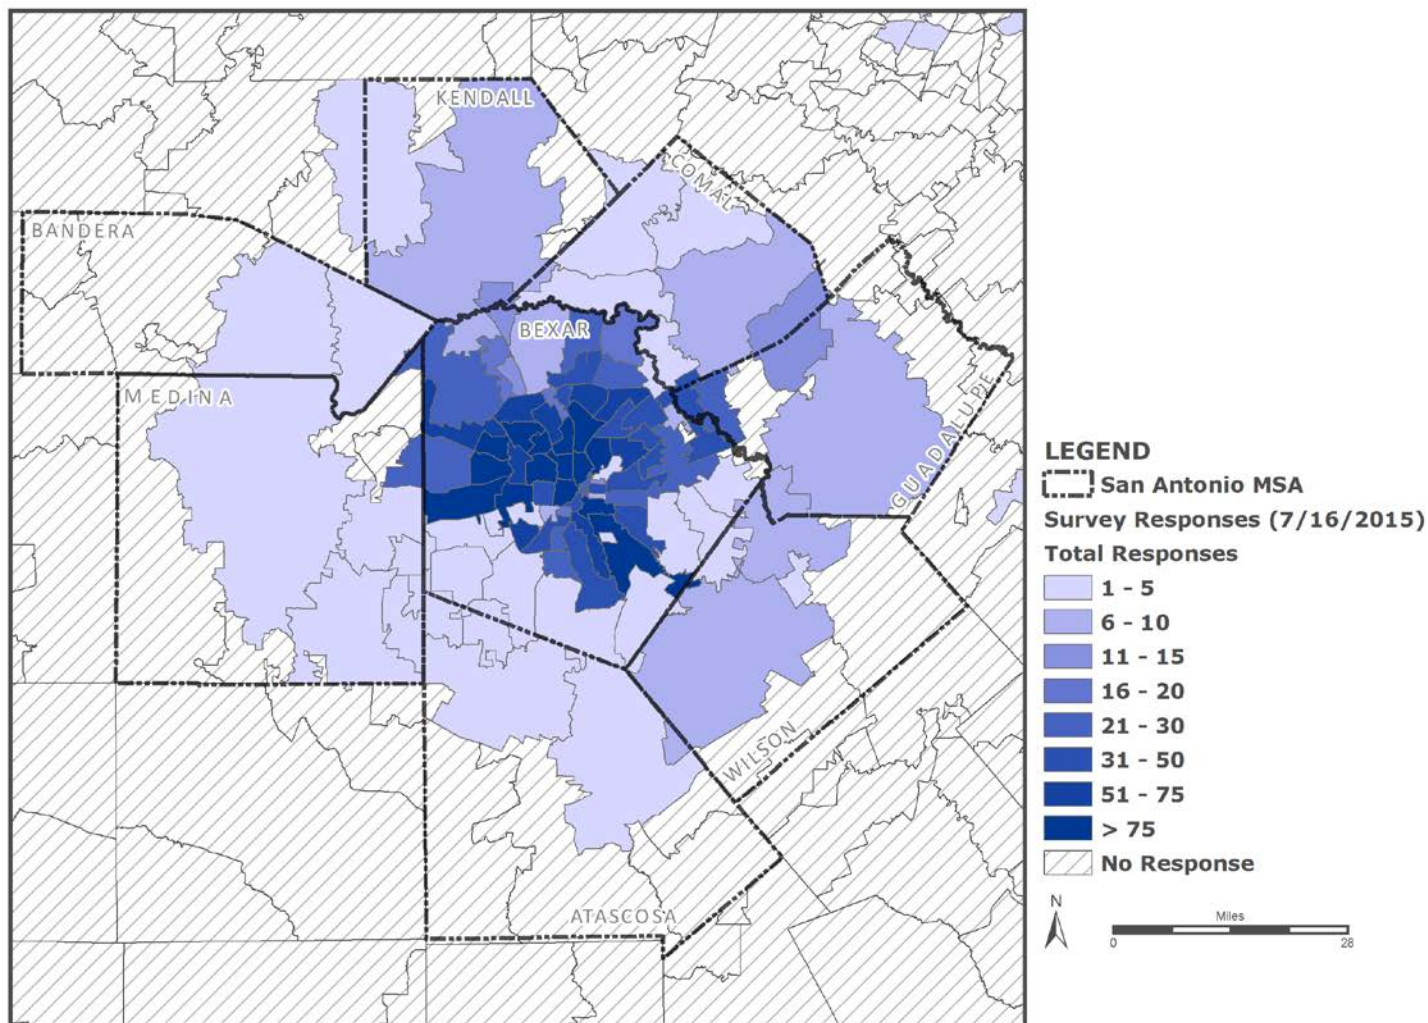 KENDALL
COMAL
BANDERA
BEXAR
MEDINA
GUADALUPE
WILSON
ATASCOSA
LEGEND
San Antonio MSA
Survey Responses (7/16/2015)
Total Responses
1 - 5
6 - 10
11 - 15
16 - 20
21 - 30
31 - 50
51 - 75
> 75
No Response
N
Miles
0 28